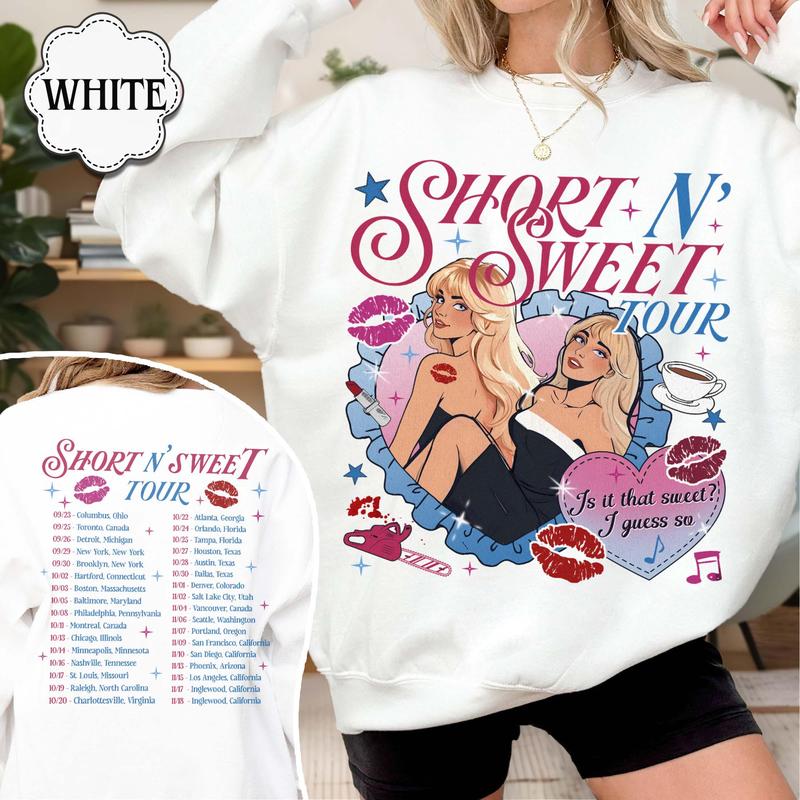 WHITE
SHORT N'
SWEET
TOUR
Is it that sweet?
I guess so
SHORT N' SWEET
TOUR
09/23 - Columbus, Ohio
09/25 - Toronto, Canada
09/26 - Detroit, Michigan
09/29 - New York, New York
09/30 - Brooklyn, New York
10/02 - Hartford, Connecticut
10/03 - Boston, Massachusetts
10/05 - Baltimore, Maryland
10/08 - Philadelphia, Pennsylvania
10/11 - Montreal, Canada
10/13 - Chicago, Illinois
10/14 - Minneapolis, Minnesota
10/16 - Nashville, Tennessee
10/17 - St. Louis, Missouri
10/19 - Raleigh, North Carolina
10/20 - Charlottesville, Virginia
10/22 - Atlanta, Georgia
10/24 - Orlando, Florida
10/25 - Tampa, Florida
10/27 - Houston, Texas
10/28 - Austin, Texas
10/30 - Dallas, Texas
11/01 - Denver, Colorado
11/02 - Salt Lake City, Utah
11/04 - Vancouver, Canada
11/06 - Seattle, Washington
11/07 - Portland, Oregon
11/09 - San Francisco, California
11/10 - San Diego, California
11/13 - Phoenix, Arizona
11/15 - Los Angeles, California
11/17 - Inglewood, California
11/18 - Inglewood, California